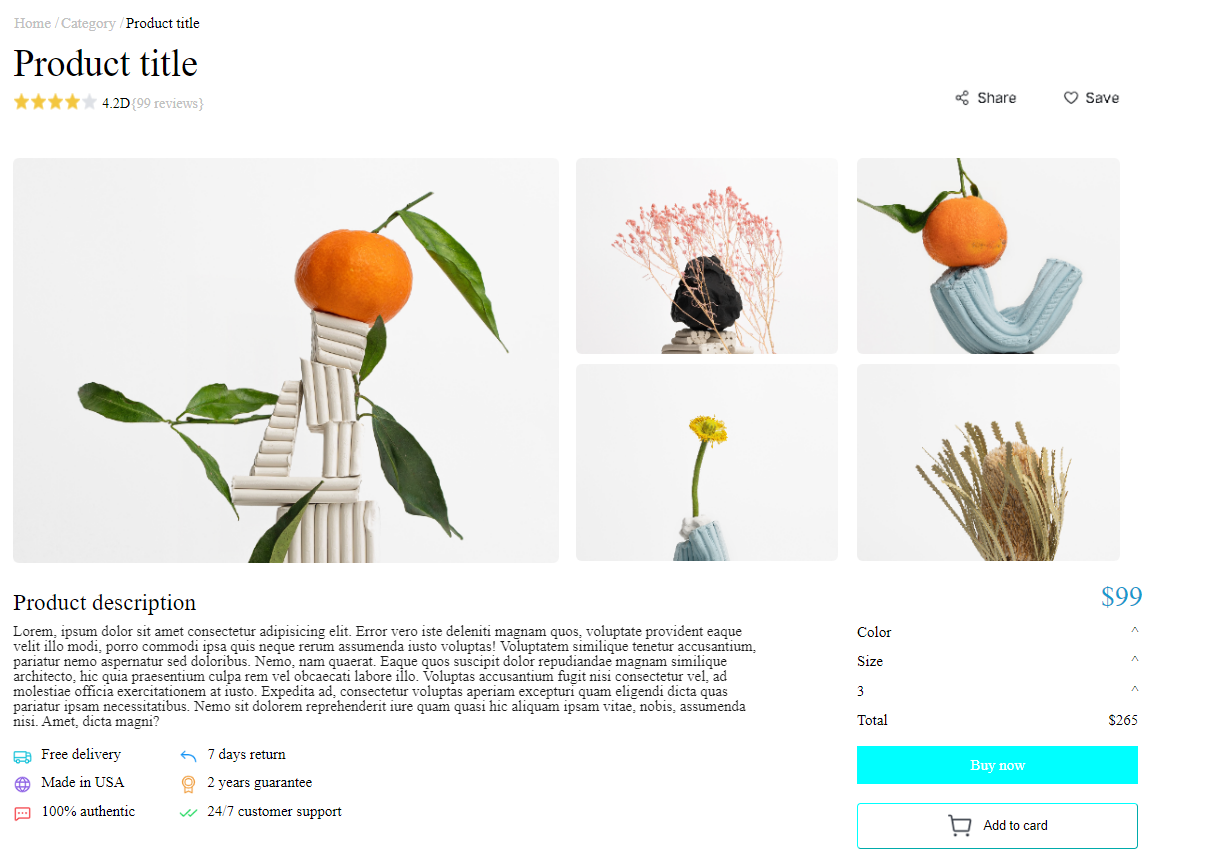 Home / Category / Product title
Product title
4.2D {99 reviews}
Share
Save
Product description
Lorem, ipsum dolor sit amet consectetur adipisicing elit. Error vero iste deleniti magnam quos, voluptate provident eaque
velit illo modi, porro commodi ipsa quis neque rerum assumenda iusto voluptas! Voluptatem similique tenetur accusantium,
pariatur nemo aspernatur sed doloribus. Nemo, nam quaerat. Eaque quos suscipit dolor repudiandae magnam similique
architecto, hic quia praesentium culpa rem vel obcaecati labore illo. Voluptas accusantium fugit nisi consectetur vel, ad
molestiae officia exercitationem at iusto. Expedita ad, consectetur voluptas aperiam excepturi quam eligendi dicta quas
pariatur ipsam necessitatibus. Nemo sit dolorem reprehenderit iure quam quasi hic aliquam ipsam vitae, nobis, assumenda
nisi. Amet, dicta magni?
Free delivery
7 days return
Made in USA
2 years guarantee
100% authentic
24/7 customer support
$99
Color ^
Size ^
3 ^
Total $265
Buy now
Add to card